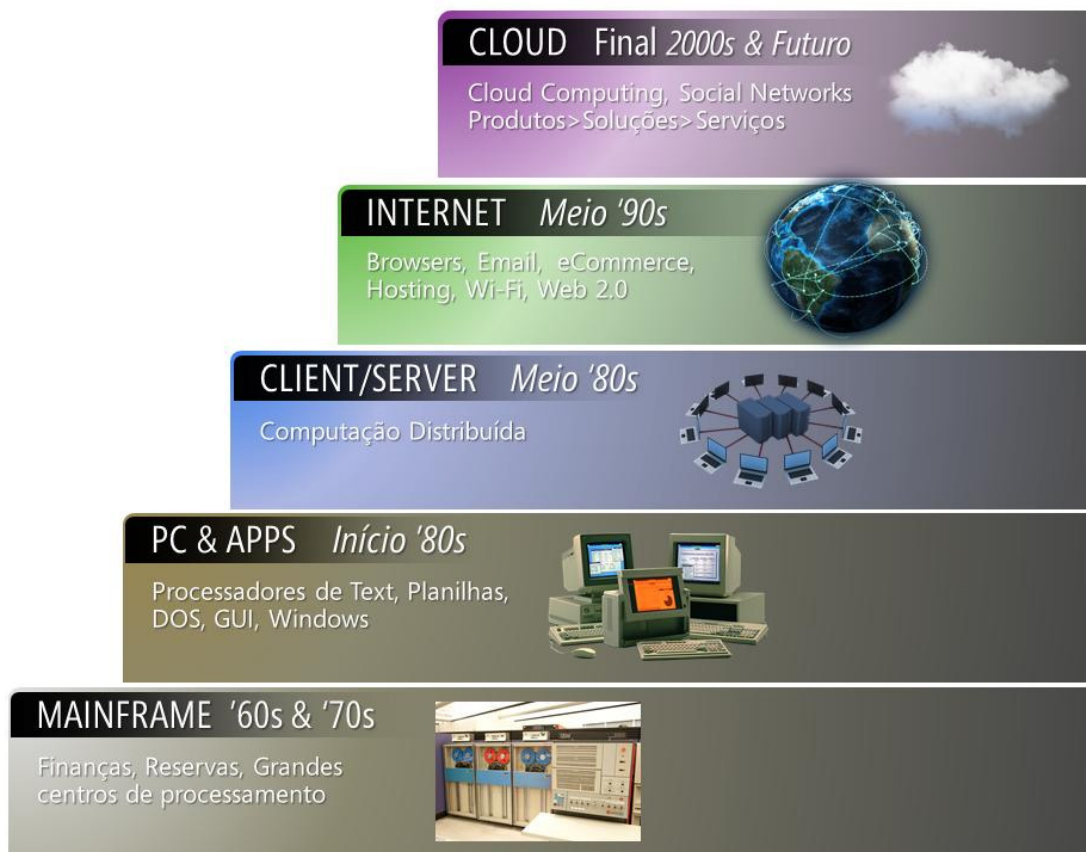 CLOUD Final 2000s & Futuro
Cloud Computing, Social Networks
Produtos>Soluções>Serviços
INTERNET Meio '90s
Browsers, Email, eCommerce,
Hosting, Wi-Fi, Web 2.0
CLIENT/SERVER Meio '80s
Computação Distribuída
PC & APPS Início '80s
Processadores de Text, Planilhas,
DOS, GUI, Windows
MAINFRAME '60s & '70s
Finanças, Reservas, Grandes
centros de processamento